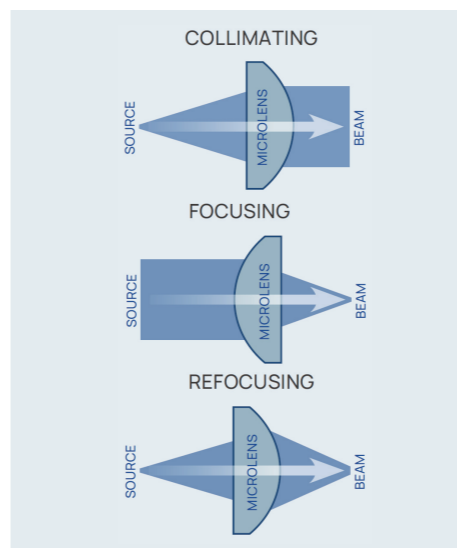 COLLIMATING
SOURCE
MICROLENS
BEAM
FOCUSING
SOURCE
MICROLENS
BEAM
REFOCUSING
SOURCE
MICROLENS
BEAM